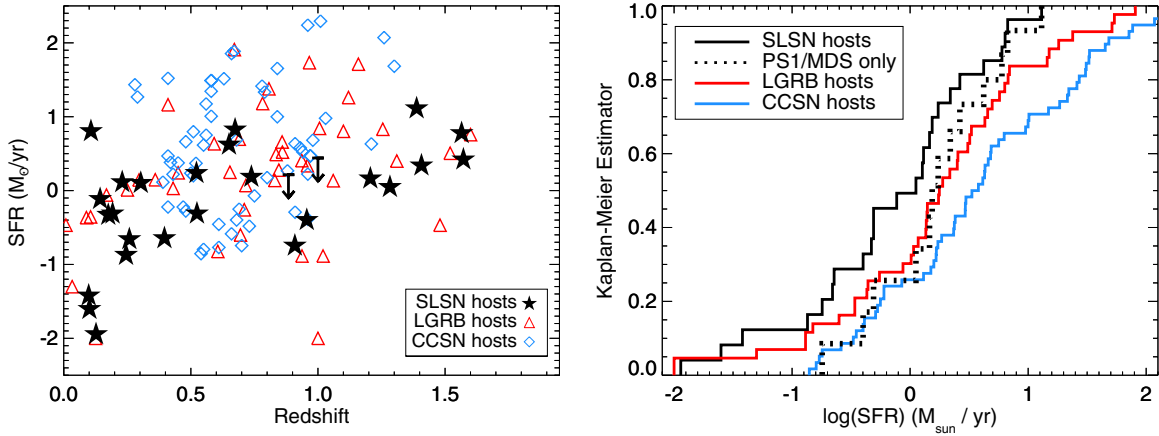 2
1
0
-1
-2
SFR (M⊙/yr)
0.0
0.5
1.0
1.5
Redshift
SLSN hosts
LGRB hosts
CCSN hosts
1.0
0.8
0.6
0.4
0.2
0.0
Kaplan-Meier Estimator
-2
-1
0
1
2
log(SFR) (Msun / yr)
SLSN hosts
PS1/MDS only
LGRB hosts
CCSN hosts